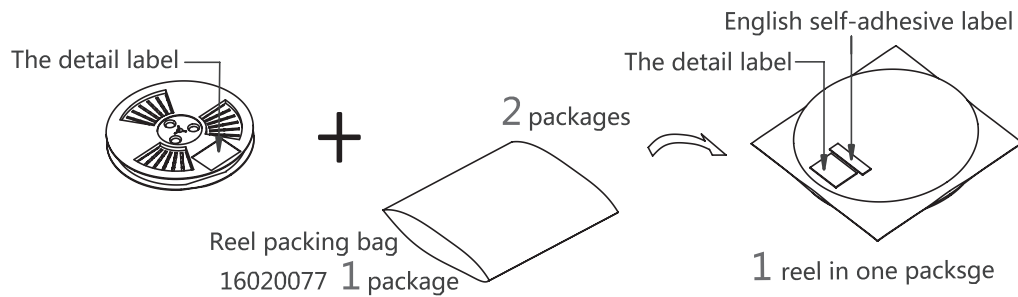 English self-adhesive label
The detail label
The detail label
2 packages
Reel packing bag
16020077 1 package
1 reel in one packsge